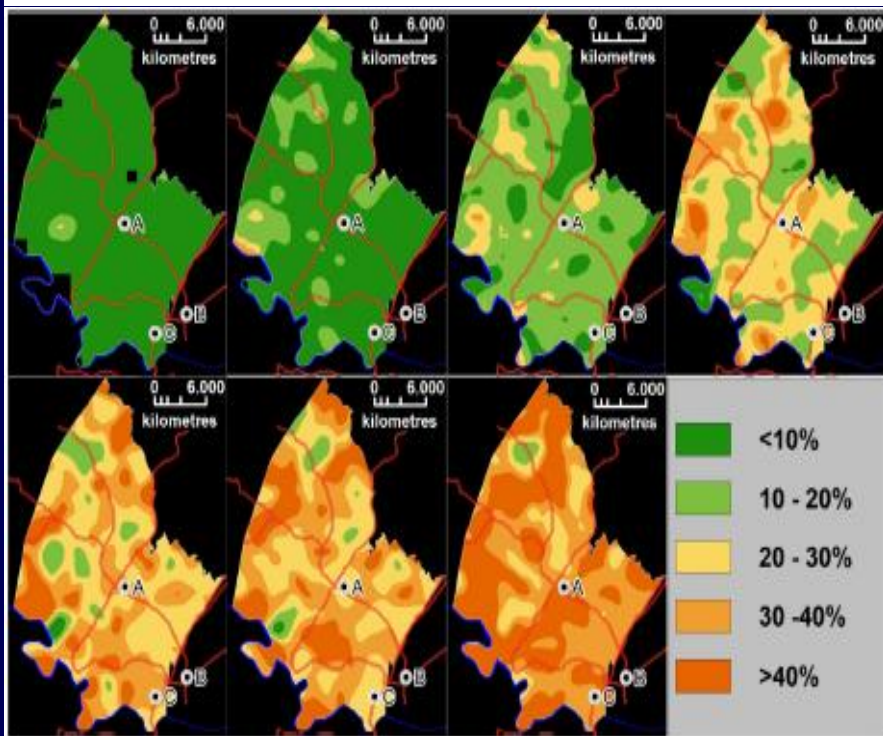 0 6.000
kilometres
A
B
C
0 6.000
kilometres
A
B
C
0 6.000
kilometres
A
B
C
0 6.000
kilometres
A
B
C
0 6.000
kilometres
A
B
C
0 6.000
kilometres
A
B
C
0 6.000
kilometres
A
B
C
<10%
10 - 20%
20 - 30%
30 -40%
>40%